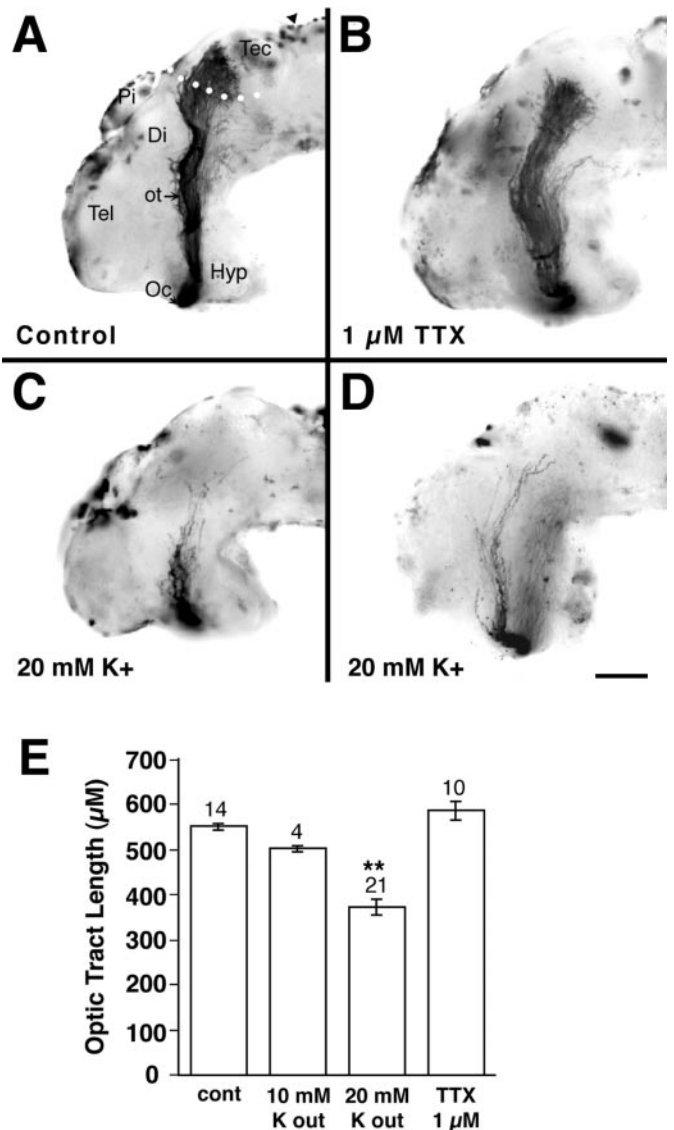 A
Tec
Pi
Di
ot
Tel
Hyp
Oc
Control
B
1 µM TTX
C
20 mM K+
D
20 mM K+
E
Optic Tract Length (µM)
700
600
500
400
300
200
100
0
14
4
**
21
10
cont
10 mM
K out
20 mM
K out
TTX
1 µM